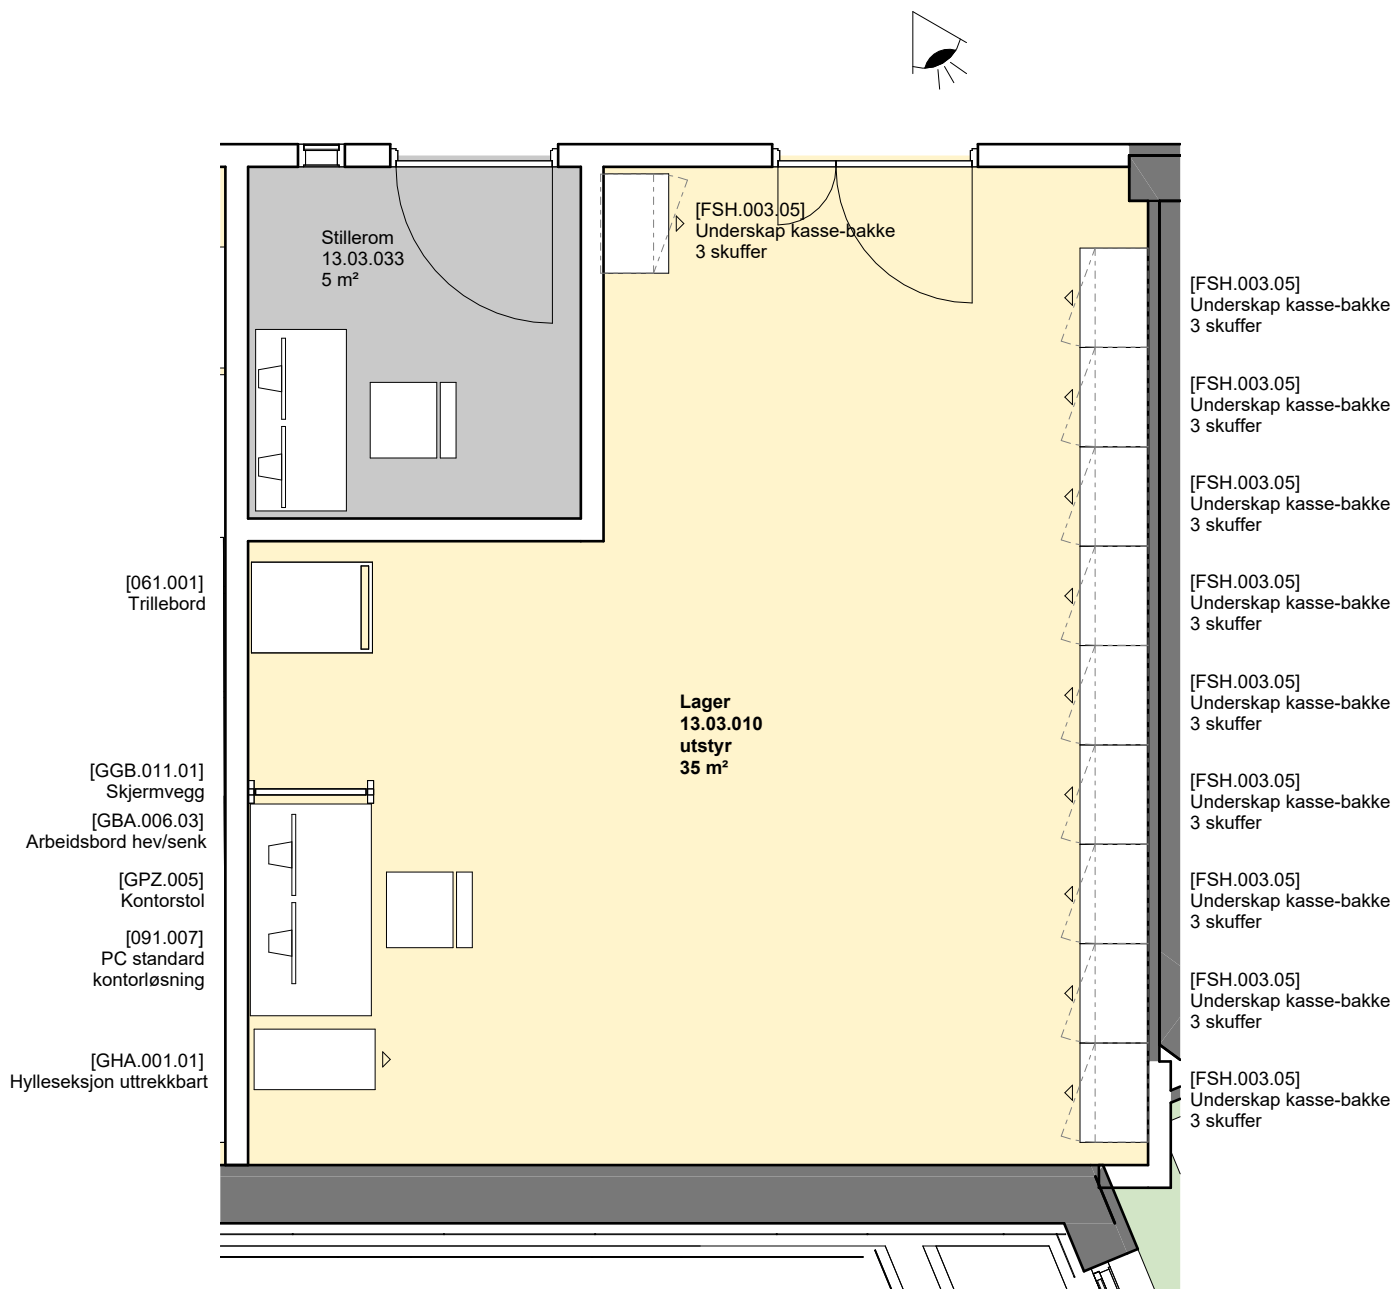 [FSH.003.05]
Underskap kasse-bakke
3 skuffer
Stillerom
13.03.033
5 m²
[FSH.003.05]
Underskap kasse-bakke
3 skuffer
[FSH.003.05]
Underskap kasse-bakke
3 skuffer
[FSH.003.05]
Underskap kasse-bakke
3 skuffer
[061.001]
Trillebord
[FSH.003.05]
Underskap kasse-bakke
3 skuffer
Lager
13.03.010
utstyr
35 m²
[FSH.003.05]
Underskap kasse-bakke
3 skuffer
[GGB.011.01]
Skjermvegg
[GBA.006.03]
Arbeidsbord hev/senk
[FSH.003.05]
Underskap kasse-bakke
3 skuffer
[GPZ.005]
Kontorstol
[FSH.003.05]
Underskap kasse-bakke
3 skuffer
[091.007]
PC standard
kontorløsning
[FSH.003.05]
Underskap kasse-bakke
3 skuffer
[GHA.001.01]
Hylleseksjon uttrekkbart
[FSH.003.05]
Underskap kasse-bakke
3 skuffer